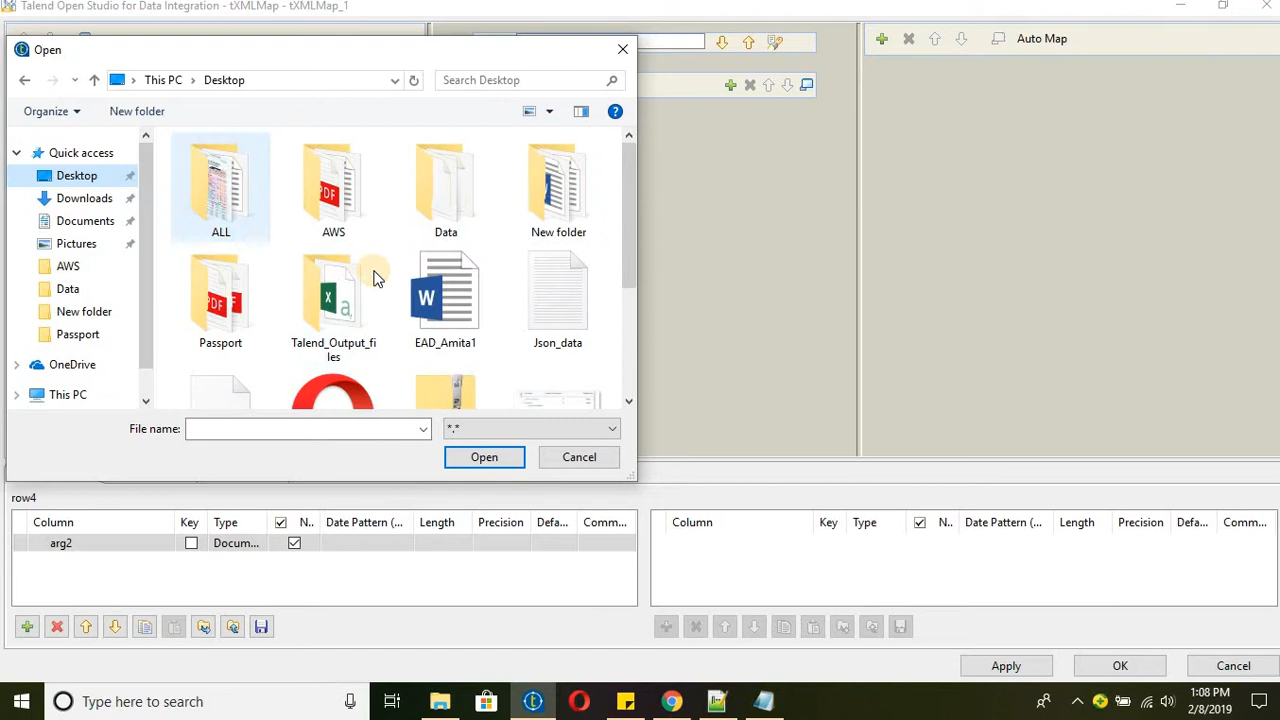 Talend Open Studio for Data Integration - tXMLMap - tXMLMap_1
Open
This PC
Desktop
Search Desktop
Auto Map
Organize
New folder
Quick access
Desktop
Downloads
Documents
Pictures
AWS
Data
New folder
Passport
OneDrive
This PC
ALL
AWS
Data
New folder
PDF
a,
Passport
Talend_Output_fi
les
EAD_Amita1
Json_data
File name:
*.*
Open
Cancel
row4
Column
Key
Type
N..
Date Pattern (...
Length
Precision
Defa...
Comm...
arg2
Docum...
Column
Key
Type
N..
Date Pattern (...
Length
Precision
Defa...
Comm...
Apply
OK
Cancel
Type here to search
1:08 PM
2/8/2019